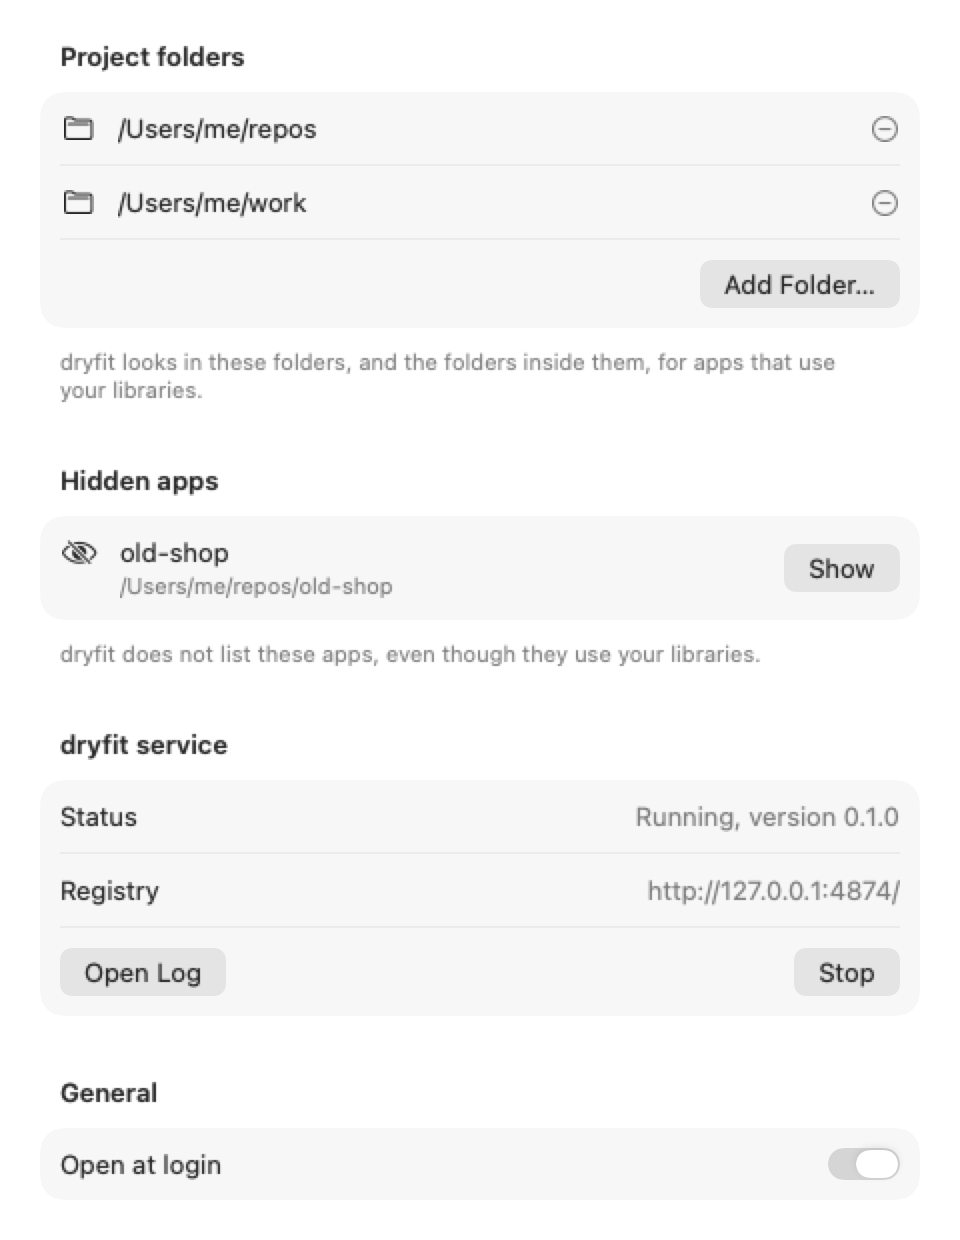 Project folders
/Users/me/repos
/Users/me/work
Add Folder...
dryfit looks in these folders, and the folders inside them, for apps that use
your libraries.
Hidden apps
old-shop
/Users/me/repos/old-shop
Show
dryfit does not list these apps, even though they use your libraries.
dryfit service
Status
Running, version 0.1.0
Registry
http://127.0.0.1:4874/
Open Log
Stop
General
Open at login